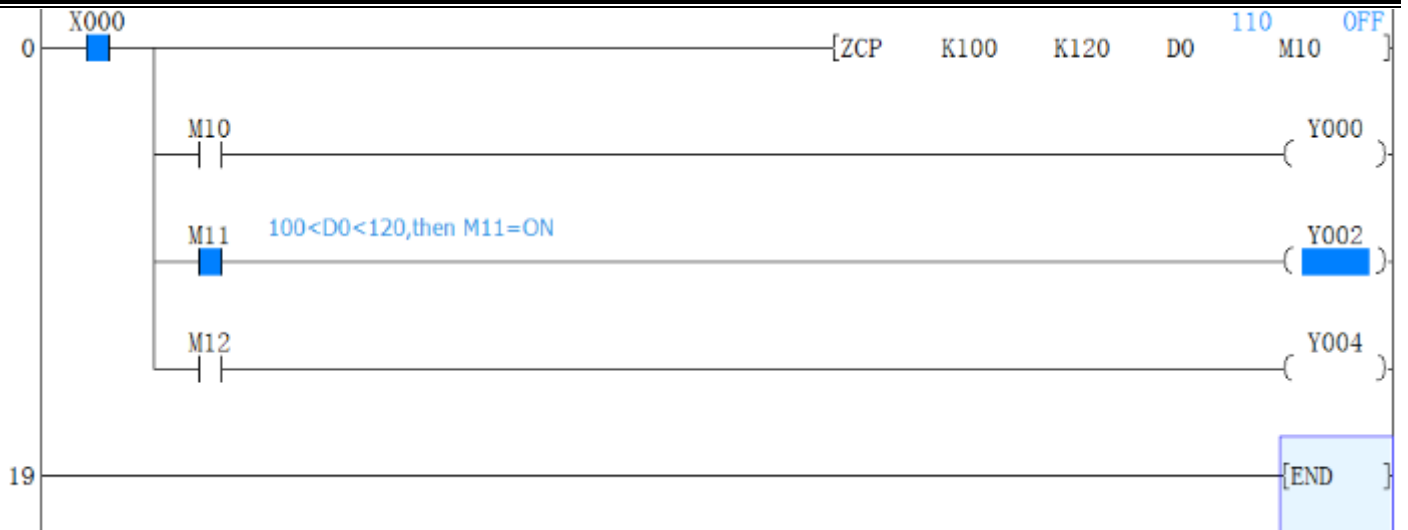 X000 110 OFF
0 [ZCP K100 K120 D0 M10 ]
M10 Y000
( )
M11 100<D0<120,then M11=ON Y002
( )
M12 Y004
( )
19 [END ]